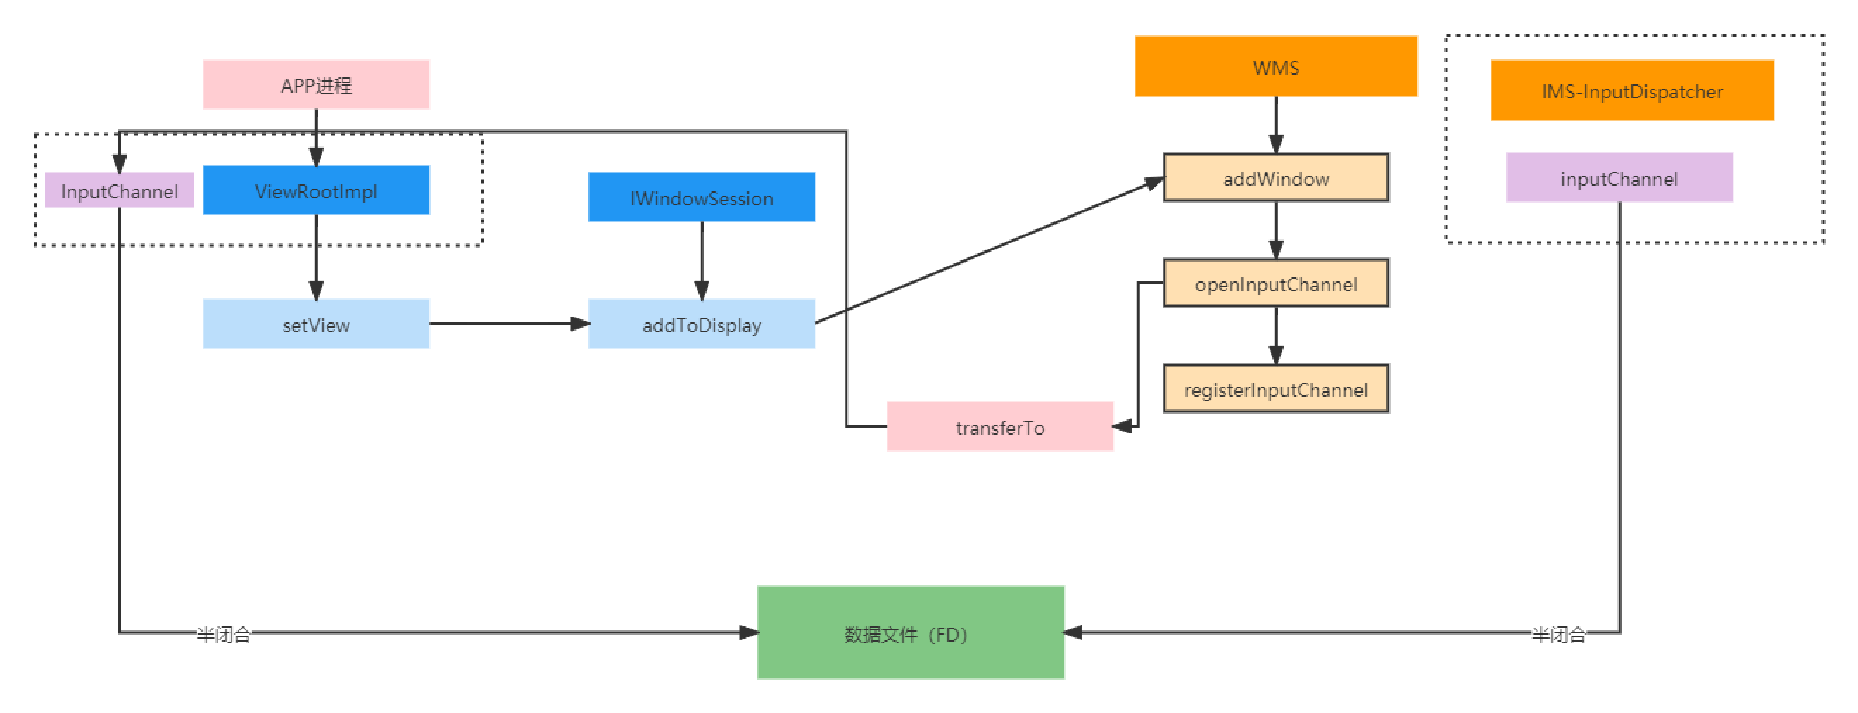 WMS
APP进程
IMS-InputDispatcher
InputChannel
ViewRootImpl
IWindowSession
addWindow
inputChannel
setView
addToDisplay
openInputChannel
registerInputChannel
transferTo
半闭合
数据文件（FD）
半闭合